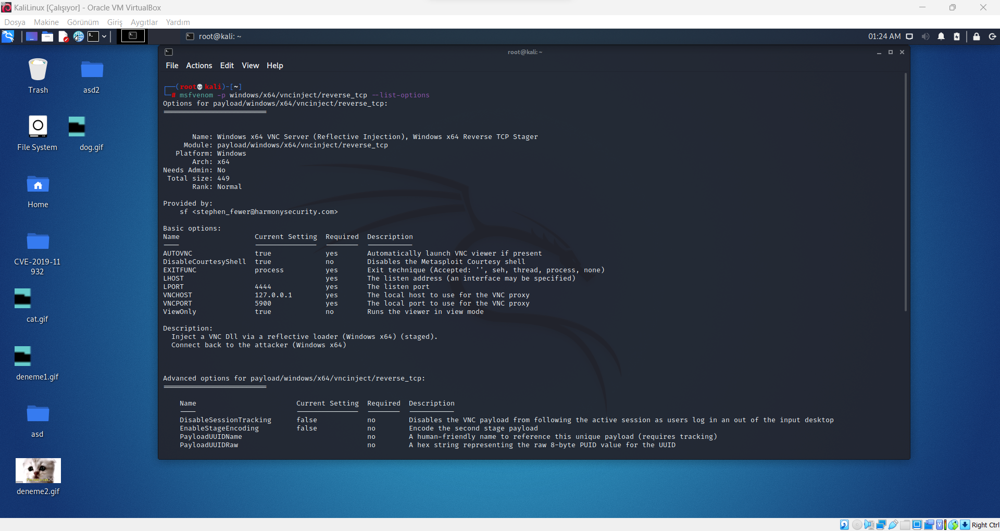 KaliLinux [Çalışıyor] - Oracle VM VirtualBox
Dosya Makine Görünüm Giriş Aygıtlar Yardım
root@kali: ~
01:24 AM
Trash
asd2
File System
dog.gif
Home
CVE-2019-11
932
cat.gif
deneme1.gif
asd
deneme2.gif
root@kali: ~
File Actions Edit View Help
(root💀kali)-[~]
# msfvenom -p windows/x64/vncinject/reverse_tcp --list-options
Options for payload/windows/x64/vncinject/reverse_tcp:
=========================
Name: Windows x64 VNC Server (Reflective Injection), Windows x64 Reverse TCP Stager
Module: payload/windows/x64/vncinject/reverse_tcp
Platform: Windows
Arch: x64
Needs Admin: No
Total size: 449
Rank: Normal
Provided by:
sf <stephen_fewer@harmonysecurity.com>
Basic options:
Name Current Setting Required Description
---- --------------- -------- -----------
AUTOVNC true yes Automatically launch VNC viewer if present
DisableCourtesyShell true no Disables the Metasploit Courtesy shell
EXITFUNC process yes Exit technique (Accepted: '', seh, thread, process, none)
LHOST yes The listen address (an interface may be specified)
LPORT 4444 yes The listen port
VNCHOST 127.0.0.1 yes The local host to use for the VNC proxy
VNCPORT 5900 yes The local port to use for the VNC proxy
ViewOnly true no Runs the viewer in view mode
Description:
Inject a VNC Dll via a reflective loader (Windows x64) (staged).
Connect back to the attacker (Windows x64)
Advanced options for payload/windows/x64/vncinject/reverse_tcp:
=========================
Name Current Setting Required Description
---- --------------- -------- -----------
DisableSessionTracking false no Disables the VNC payload from following the active session as users log in an out of the input desktop
EnableStageEncoding false no Encode the second stage payload
PayloadUUIDName no A human-friendly name to reference this unique payload (requires tracking)
PayloadUUIDRaw no A hex string representing the raw 8-byte PUID value for the UUID
Right Ctrl